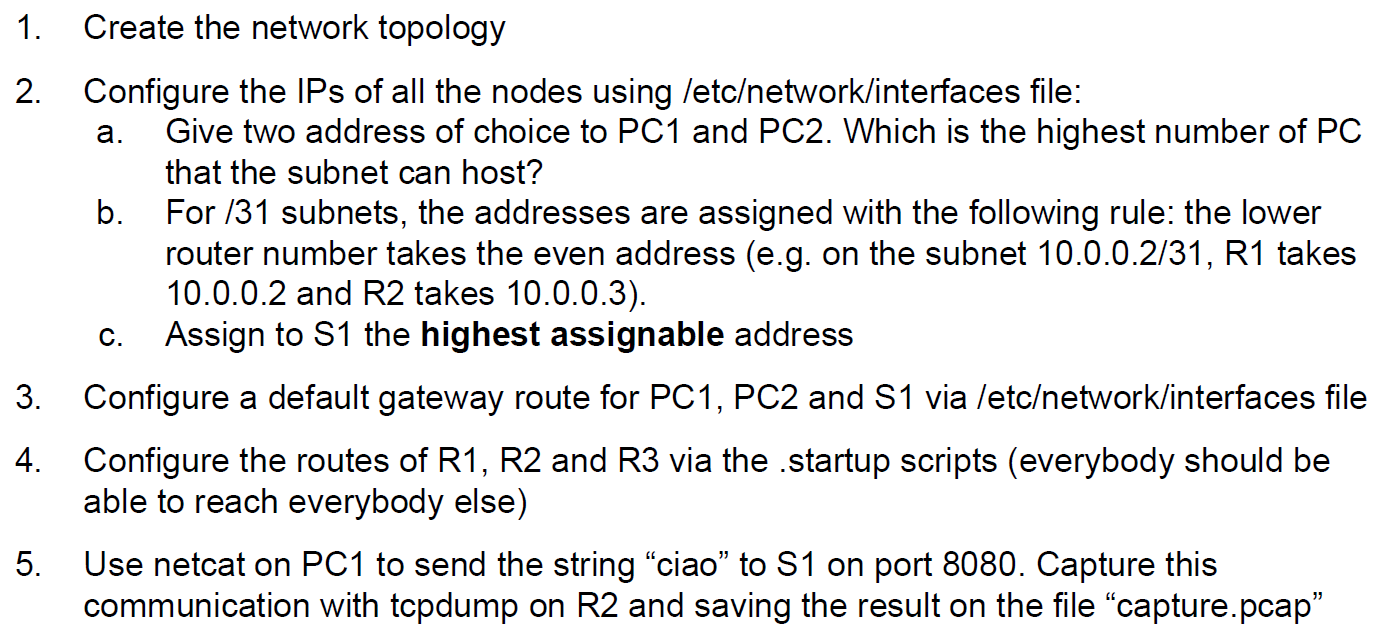 1. Create the network topology
2. Configure the IPs of all the nodes using /etc/network/interfaces file:
a. Give two address of choice to PC1 and PC2. Which is the highest number of PC
that the subnet can host?
b. For /31 subnets, the addresses are assigned with the following rule: the lower
router number takes the even address (e.g. on the subnet 10.0.0.2/31, R1 takes
10.0.0.2 and R2 takes 10.0.0.3).
c. Assign to S1 the highest assignable address
3. Configure a default gateway route for PC1, PC2 and S1 via /etc/network/interfaces file
4. Configure the routes of R1, R2 and R3 via the .startup scripts (everybody should be
able to reach everybody else)
5. Use netcat on PC1 to send the string “ciao” to S1 on port 8080. Capture this
communication with tcpdump on R2 and saving the result on the file “capture.pcap”